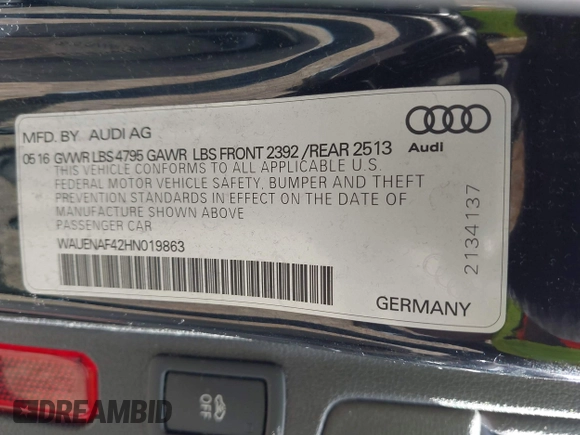 MFD. BY AUDI AG
05 16 GVWR LBS 4795 GAWR LBS FRONT 2392 /REAR 2513
THIS VEHICLE CONFORMS TO ALL APPLICABLE U.S.
FEDERAL MOTOR VEHICLE SAFETY, BUMPER AND THEFT
PREVENTION STANDARDS IN EFFECT ON THE DATE OF
MANUFACTURE SHOWN ABOVE
PASSENGER CAR
WAUENAF42HN019863
Audi
2134137
GERMANY
OFF
DREAMBID